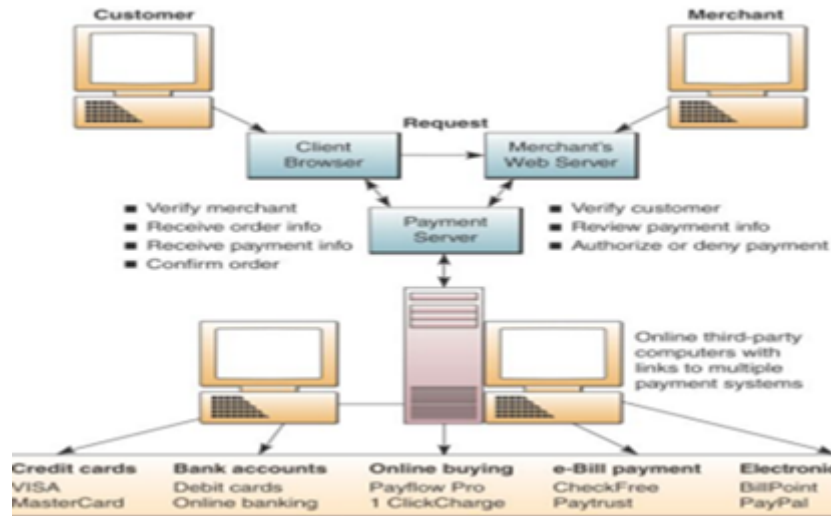 Customer
Merchant
Request
Client
Browser
Merchant's
Web Server
■ Verify merchant
■ Receive order info
■ Receive payment info
■ Confirm order
Payment
Server
■ Verify customer
■ Review payment info
■ Authorize or deny payment
Online third-party
computers with
links to multiple
payment systems
Credit cards
VISA
MasterCard
Bank accounts
Debit cards
Online banking
Online buying
Payflow Pro
1 ClickCharge
e-Bill payment
CheckFree
Paytrust
Electronic
BillPoint
PayPal